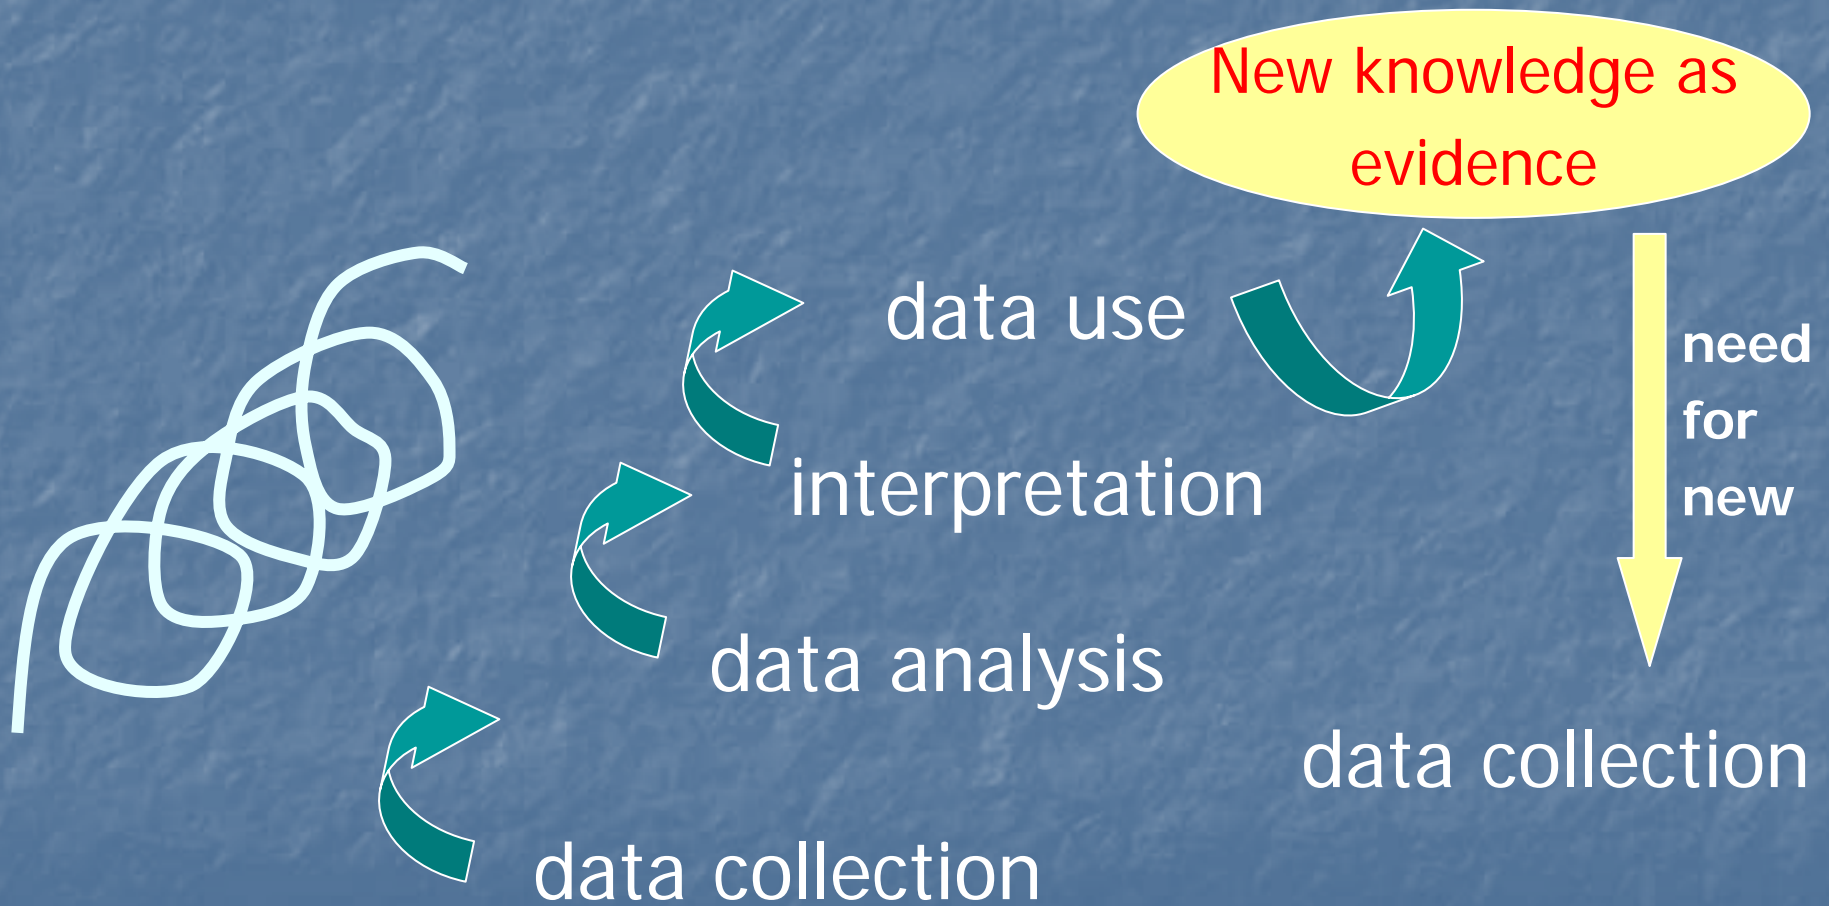 New knowledge as
evidence
data use
need
for
new
interpretation
data analysis
data collection
data collection